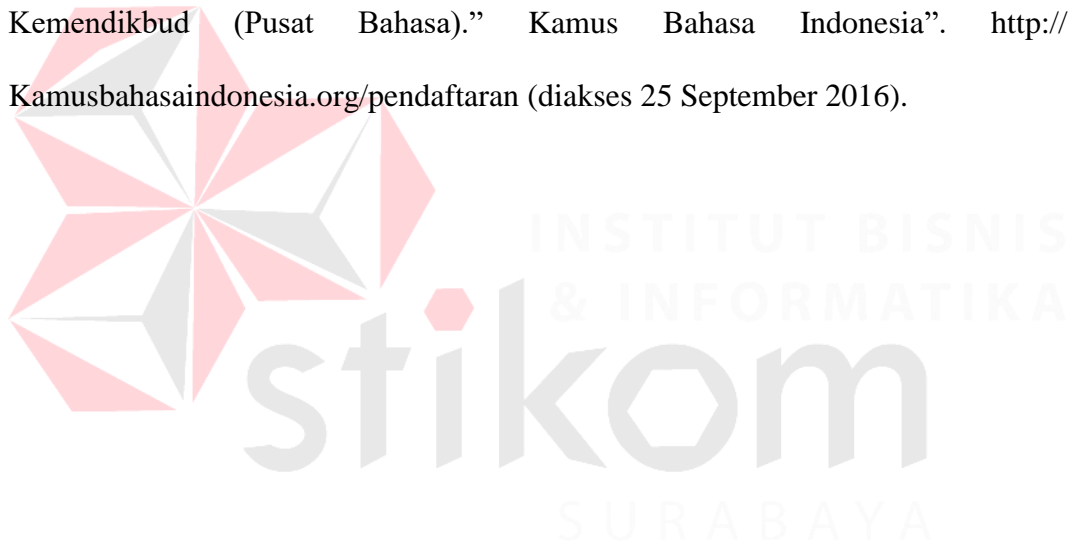 Kemendikbud (Pusat Bahasa).” Kamus Bahasa Indonesia”. http://
Kamusbahasaindonesia.org/pendaftaran (diakses 25 September 2016).
INSTITUT BISNIS
& INFORMATIKA
stikom
SURABAYA